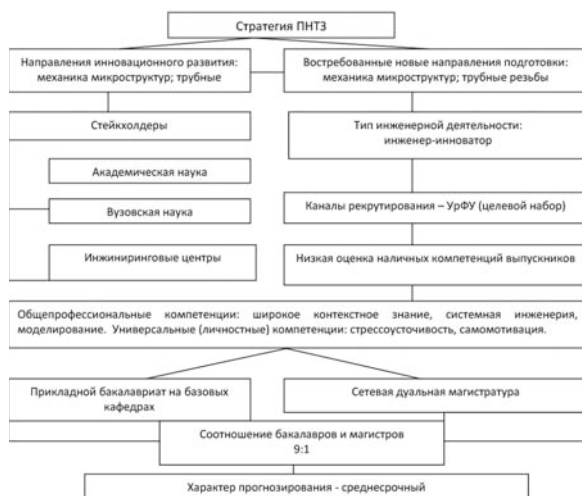 Стратегия ПНТЗ
Направления инновационного развития:
механика микроструктур; трубные
Востребованные новые направления подготовки:
механика микроструктур; трубные резьбы
Стейкхолдеры
Тип инженерной деятельности:
инженер-инноватор
Академическая наука
Вузовская наука
Каналы рекрутирования – УрФУ (целевой набор)
Инжиниринговые центры
Низкая оценка наличных компетенций выпускников
Общепрофессиональные компетенции: широкое контекстное знание, системная инженерия,
моделирование. Универсальные (личностные) компетенции: стрессоусточивость, самомотивация.
Прикладной бакалавриат на базовых
кафедрах
Сетевая дуальная магистратура
Соотношение бакалавров и магистров
9:1
Характер прогнозирования - среднесрочный